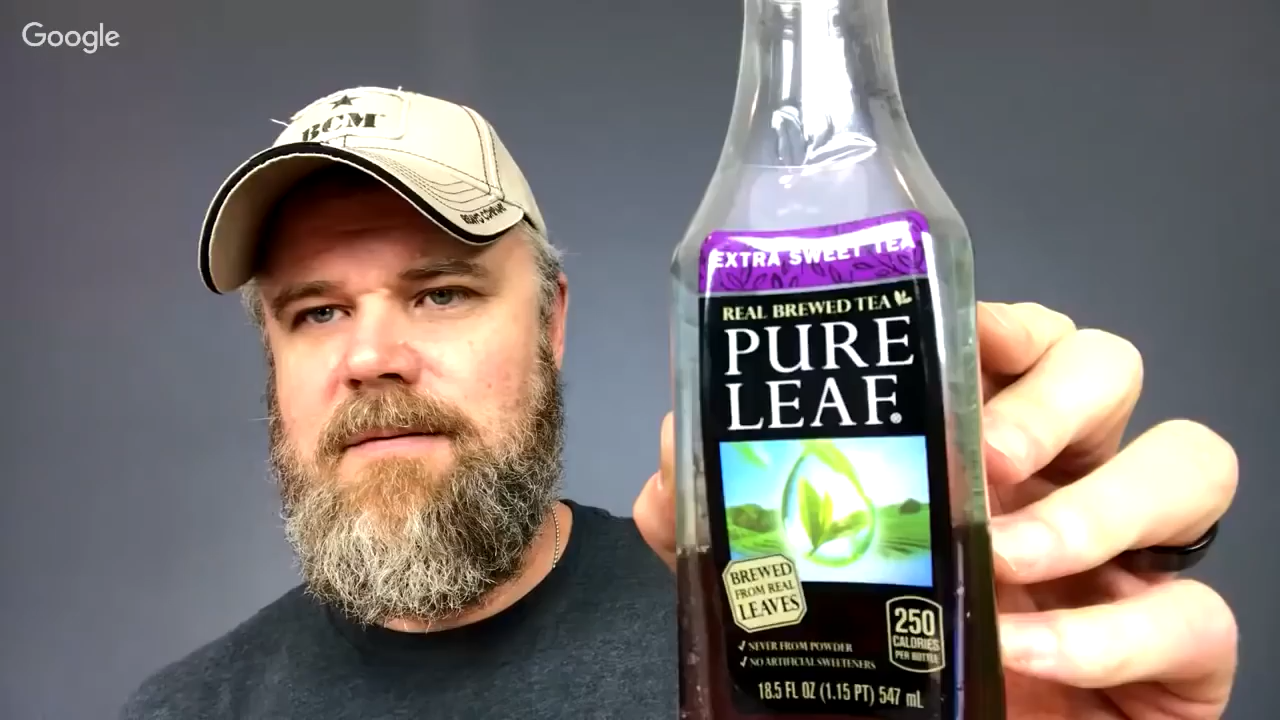 Google
BCM
EXTRA SWEET TEA
REAL BREWED TEA
PURE
LEAF®
BREWED
FROM REAL
LEAVES
250
CALORIES
PER BOTTLE
✓ NEVER FROM POWDER
✓ NO ARTIFICIAL SWEETENERS
18.5 FL OZ (1.15 PT) 547 mL